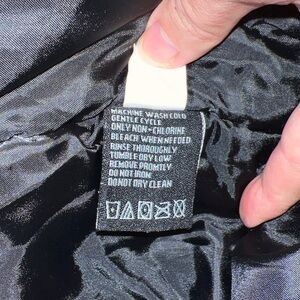 MACHINE WASH COLD
GENTLE CYCLE
ONLY NON-CHLORINE
BLEACH WHEN NEEDED
RINSE THOROUGHLY
TUMBLE DRY LOW
REMOVE PROMTLY
DO NOT IRON
DO NOT DRY CLEAN